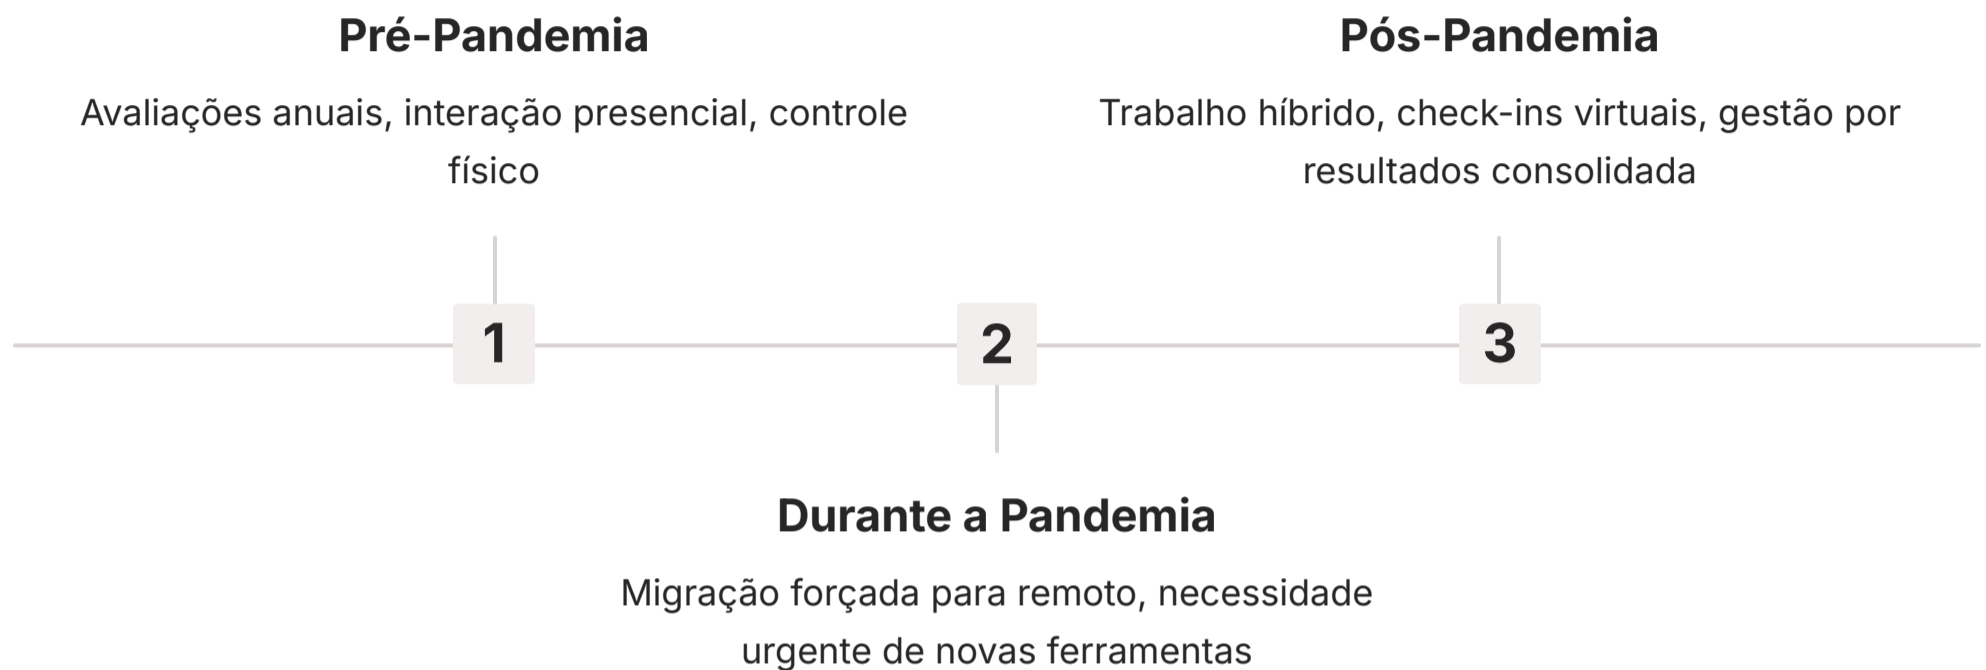 Pré-Pandemia
Avaliações anuais, interação presencial, controle
físico
Pós-Pandemia
Trabalho híbrido, check-ins virtuais, gestão por
resultados consolidada
1
2
3
Durante a Pandemia
Migração forçada para remoto, necessidade
urgente de novas ferramentas